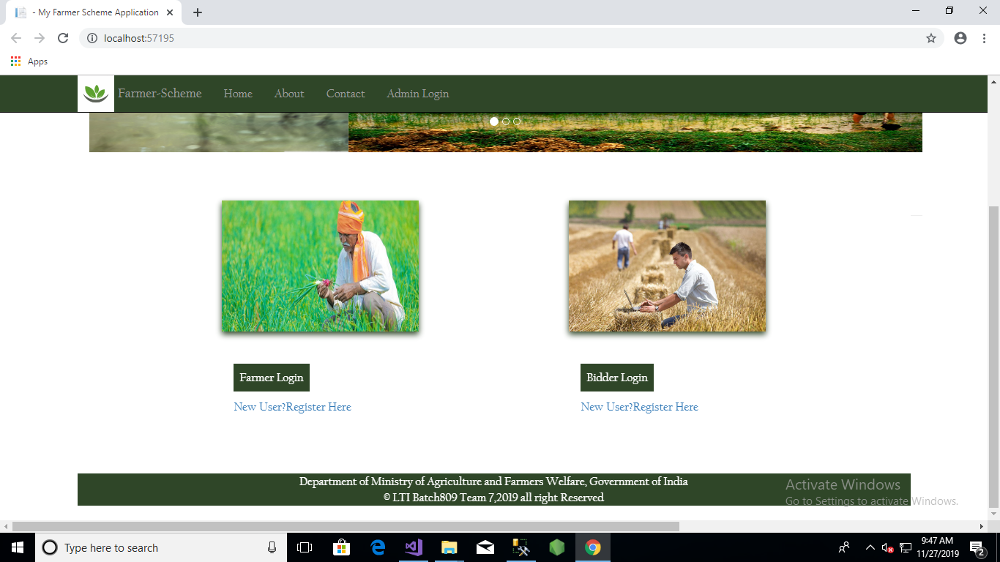 - My Farmer Scheme Application
localhost:57195
Apps
Farmer-Scheme Home About Contact Admin Login
Farmer Login
Bidder Login
New User?Register Here
New User?Register Here
Department of Ministry of Agriculture and Farmers Welfare, Government of India
© LTI Batch809 Team 7,2019 all right Reserved
Activate Windows
Go to Settings to activate Windows.
Type here to search
9:47 AM
11/27/2019
2